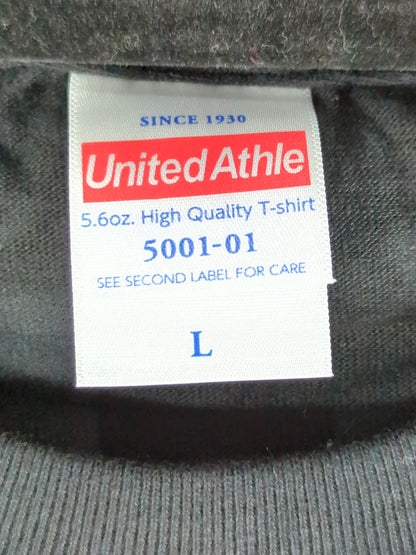 SINCE 1930
United Athle
5.6oz. High Quality T-shirt
5001-01
SEE SECOND LABEL FOR CARE
L